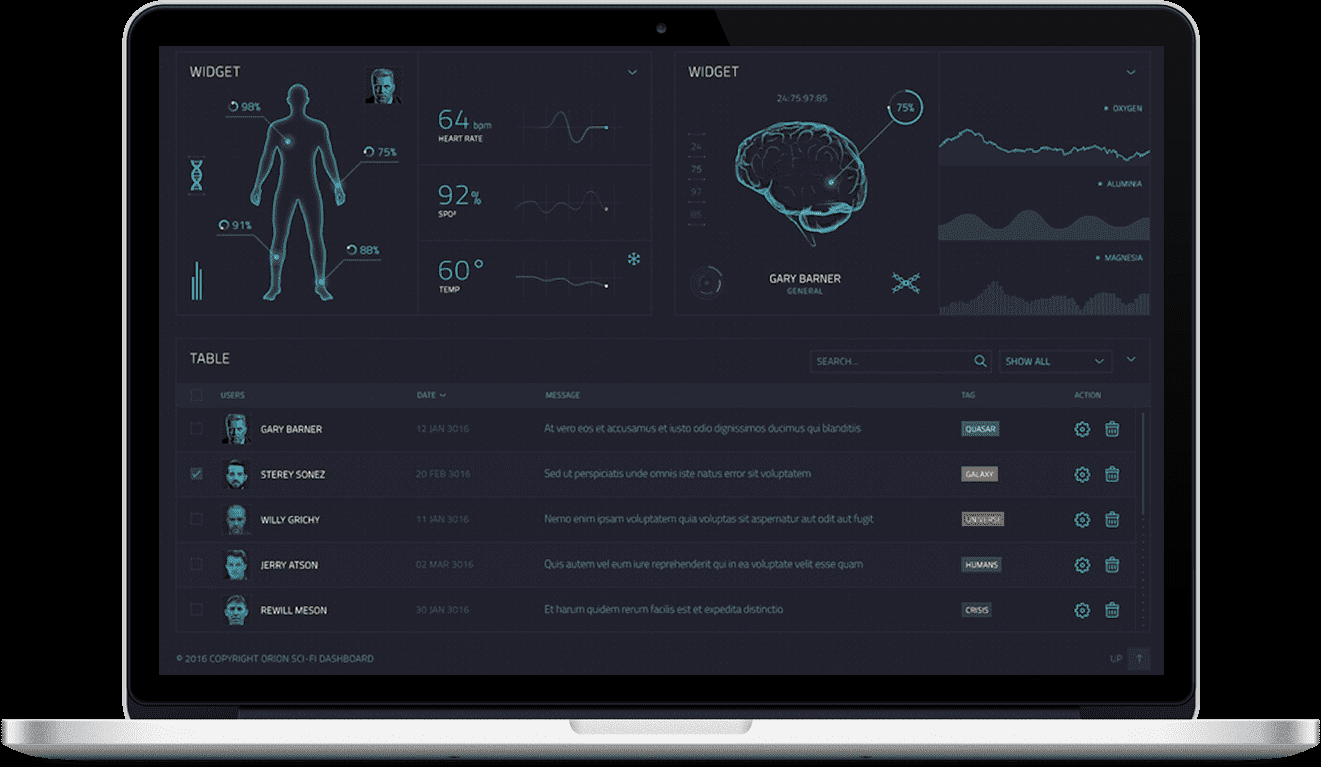 WIDGET
98%
75%
91%
88%
64 bpm
HEART RATE
92%
SPO²
60°
TEMP
WIDGET
24:75:97:85
75%
24
75
97
85
GARY BARNER
GENERAL
OXYGEN
ALUMINIA
MAGNESIA
TABLE
SEARCH...
SHOW ALL
USERS DATE MESSAGE TAG ACTION
GARY BARNER 12 JAN 3016 At vero eos et accusamus et iusto odio dignissimos ducimus qui blanditiis QUASAR
STEREY SONEZ 20 FEB 3016 Sed ut perspiciatis unde omnis iste natus error sit voluptatem GALAXY
WILLY GRICHY 11 JAN 3016 Nemo enim ipsam voluptatem quia voluptas sit aspernatur aut odit aut fugit UNIVERSE
JERRY ATSON 02 MAR 3016 Quis autem vel eum iure reprehenderit qui in ea voluptate velit esse quam HUMANS
REWILL MESON 30 JAN 3016 Et harum quidem rerum facilis est et expedita distinctio CRISIS
© 2016 COPYRIGHT ORION SCI-FI DASHBOARD
UP